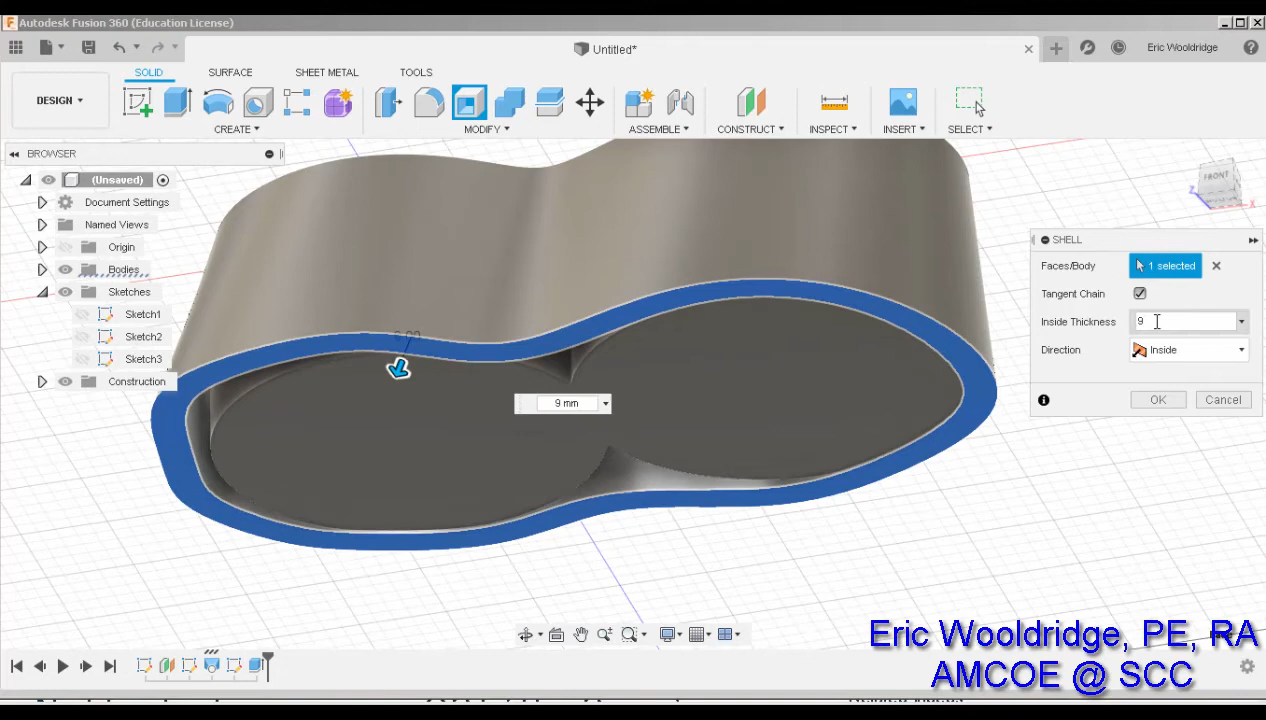 Autodesk Fusion 360 (Education License)
Untitled*
Eric Wooldridge
SOLID SURFACE SHEET METAL TOOLS
DESIGN
CREATE MODIFY ASSEMBLE CONSTRUCT INSPECT INSERT SELECT
BROWSER
(Unsaved)
Document Settings
Named Views
Origin
Bodies
Sketches
Sketch1
Sketch2
Sketch3
Construction
FRONT
Z
X
SHELL
Faces/Body 1 selected
Tangent Chain
Inside Thickness 9
Direction Inside
OK Cancel
9 mm
Eric Wooldridge, PE, RA
AMCOE @ SCC